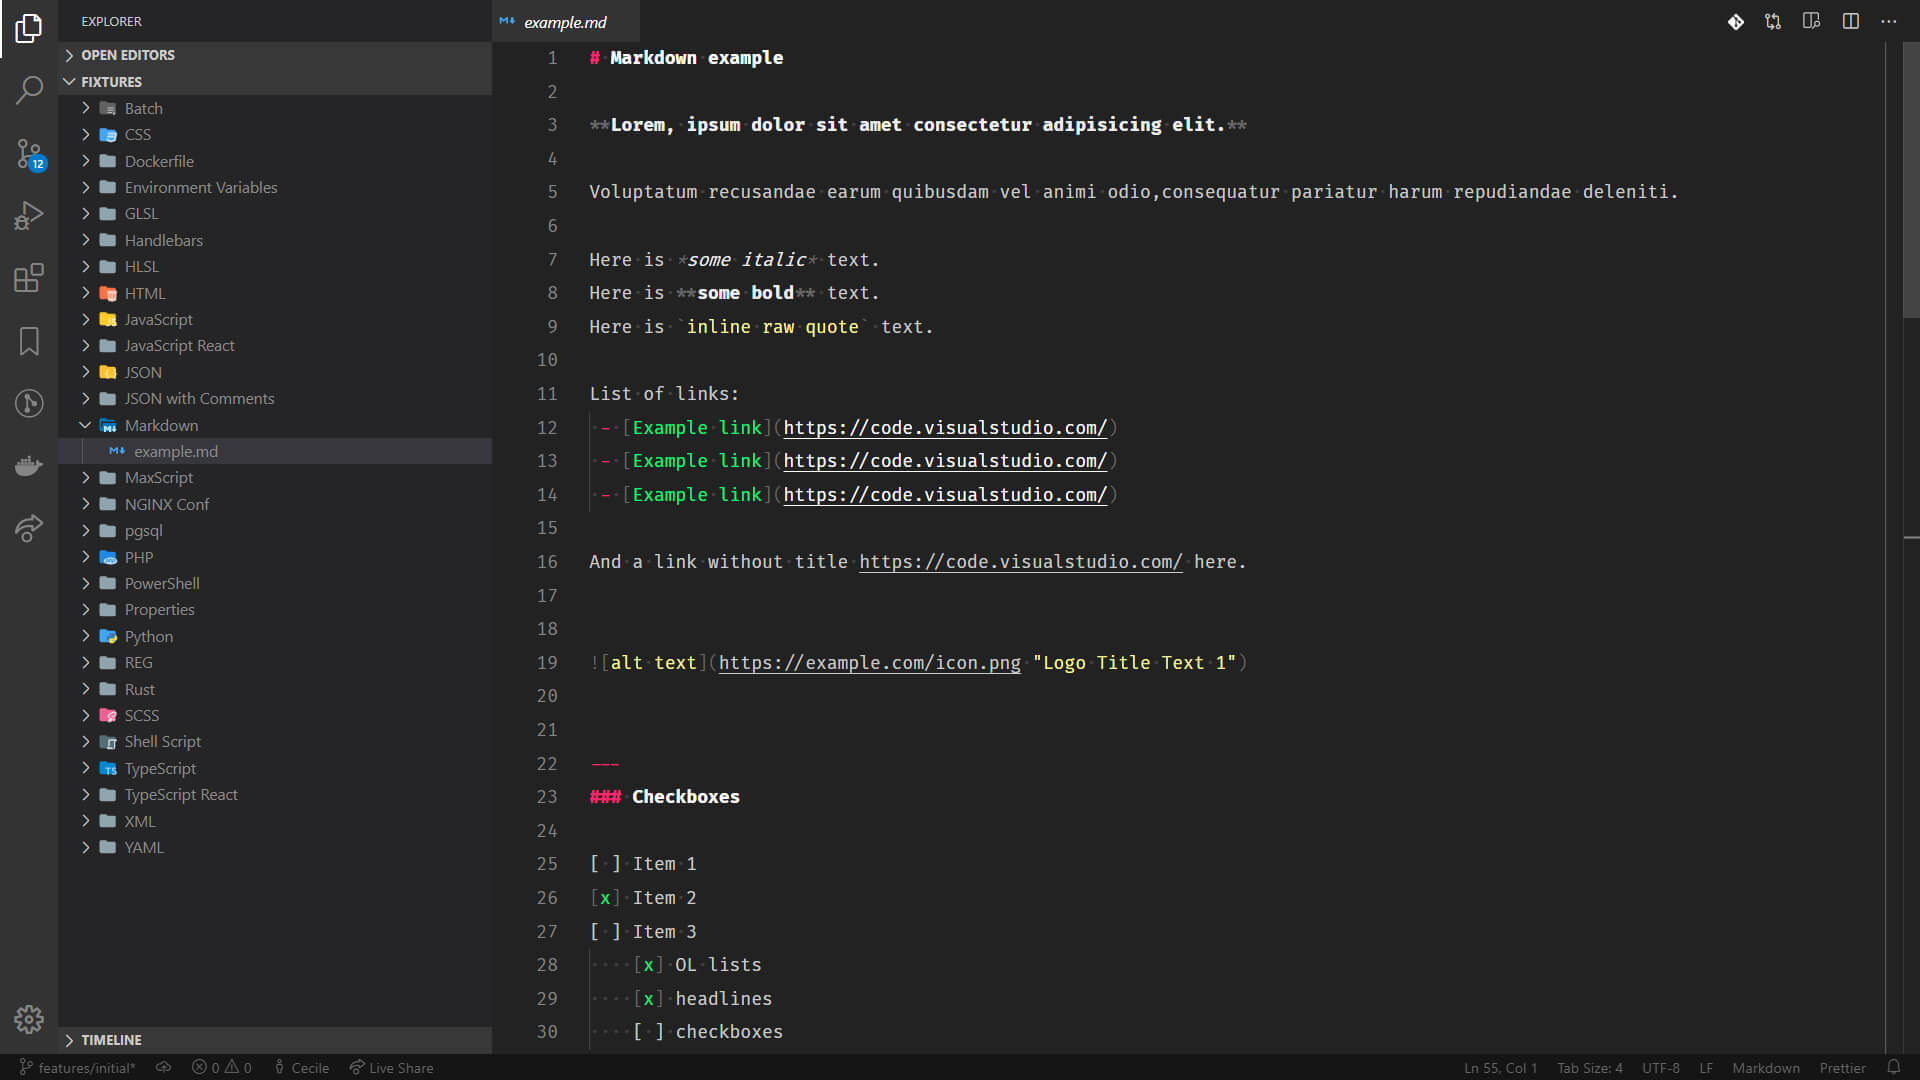 EXPLORER
OPEN EDITORS
FIXTURES
Batch
CSS
Dockerfile
Environment Variables
GLSL
Handlebars
HLSL
HTML
JavaScript
JavaScript React
JSON
JSON with Comments
Markdown
example.md
MaxScript
NGINX Conf
pgsql
PHP
PowerShell
Properties
Python
REG
Rust
SCSS
Shell Script
TypeScript
TypeScript React
XML
YAML
TIMELINE
12
example.md
1 # Markdown example
2
3 **Lorem, ipsum dolor sit amet consectetur adipisicing elit.**
4
5 Voluptatum recusandae earum quibusdam vel animi odio,consequatur pariatur harum repudiandae deleniti.
6
7 Here is *some italic* text.
8 Here is **some bold** text.
9 Here is `inline raw quote` text.
10
11 List of links:
12 - [Example link](https://code.visualstudio.com/)
13 - [Example link](https://code.visualstudio.com/)
14 - [Example link](https://code.visualstudio.com/)
15
16 And a link without title https://code.visualstudio.com/ here.
17
18
19 ![alt text](https://example.com/icon.png "Logo Title Text 1")
20
21
22 ---
23 ### Checkboxes
24
25 [ ] Item 1
26 [x] Item 2
27 [ ] Item 3
28 [x] OL lists
29 [x] headlines
30 [ ] checkboxes
features/initial* 0 0 Cecile Live Share Ln 55, Col 1 Tab Size: 4 UTF-8 LF Markdown Prettier